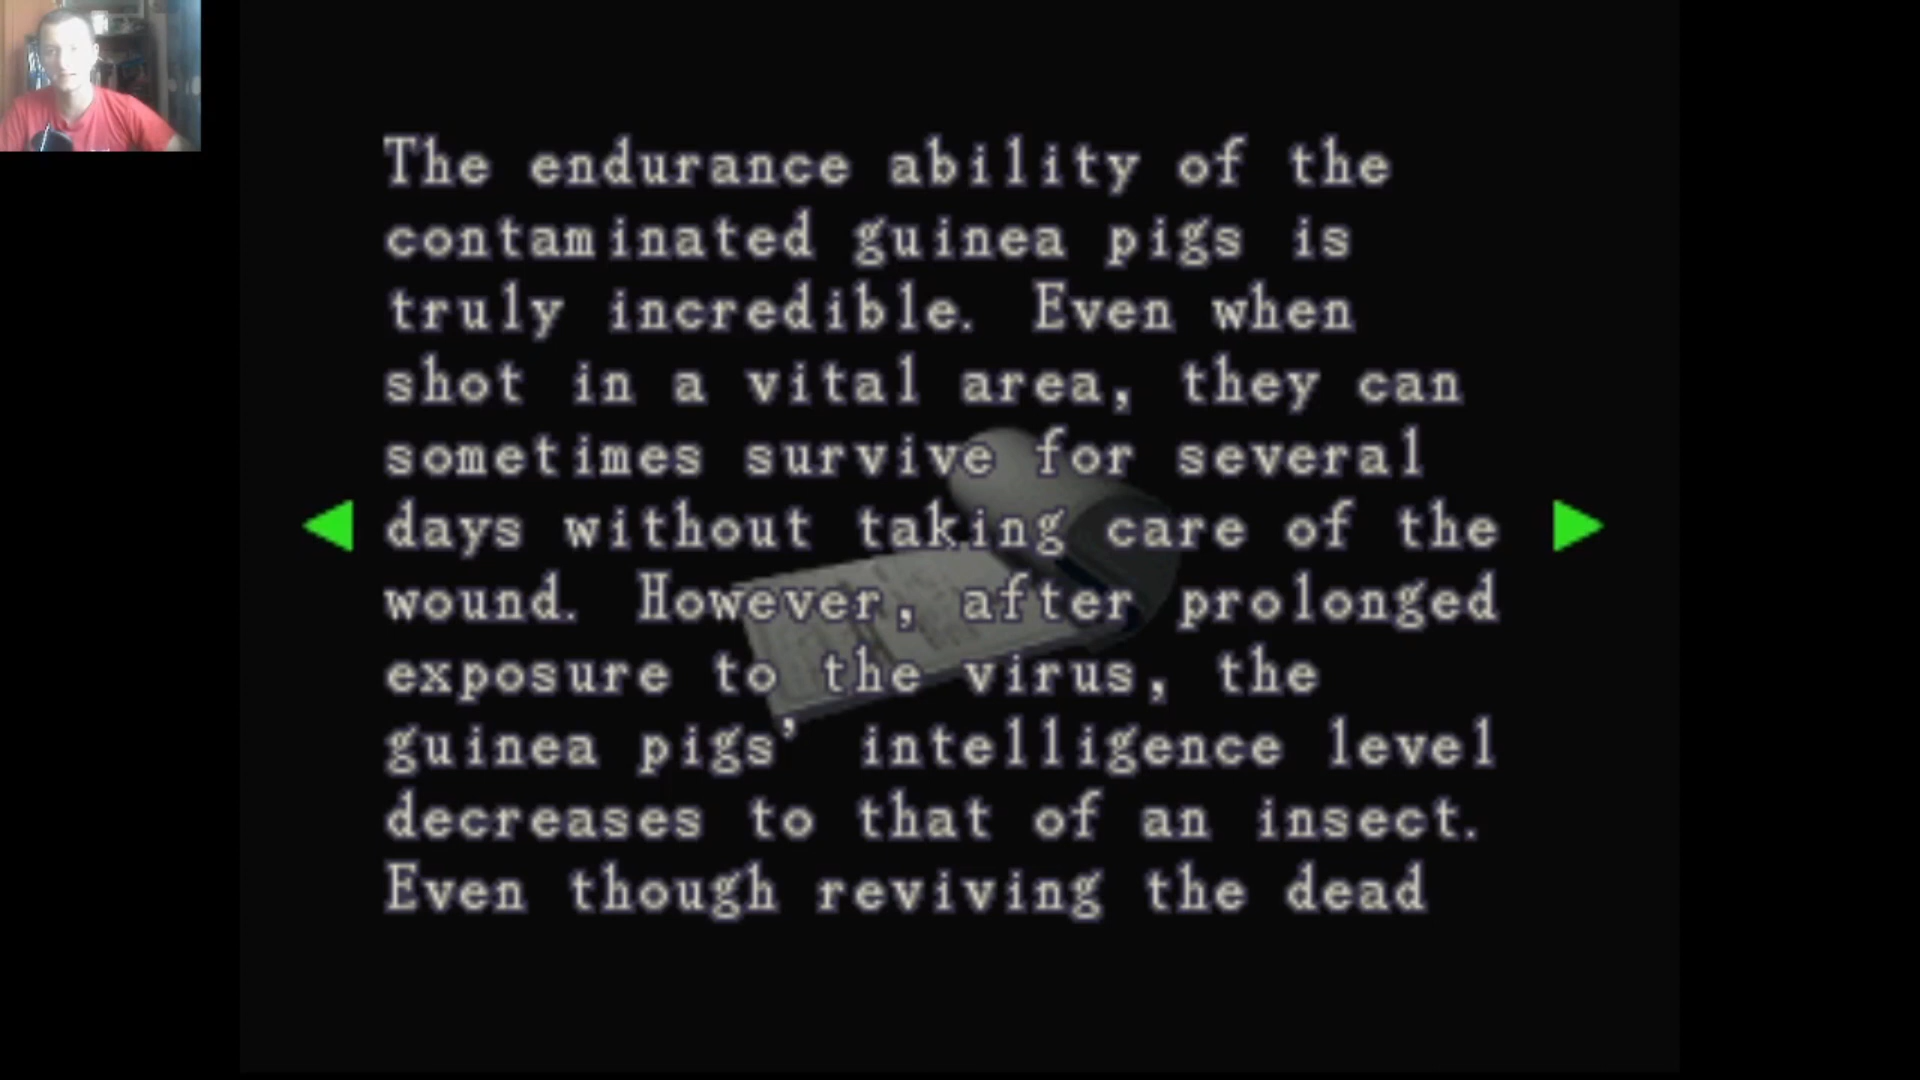 The endurance ability of the
contaminated guinea pigs is
truly incredible. Even when
shot in a vital area, they can
sometimes survive for several
days without taking care of the
wound. However, after prolonged
exposure to the virus, the
guinea pigs' intelligence level
decreases to that of an insect.
Even though reviving the dead